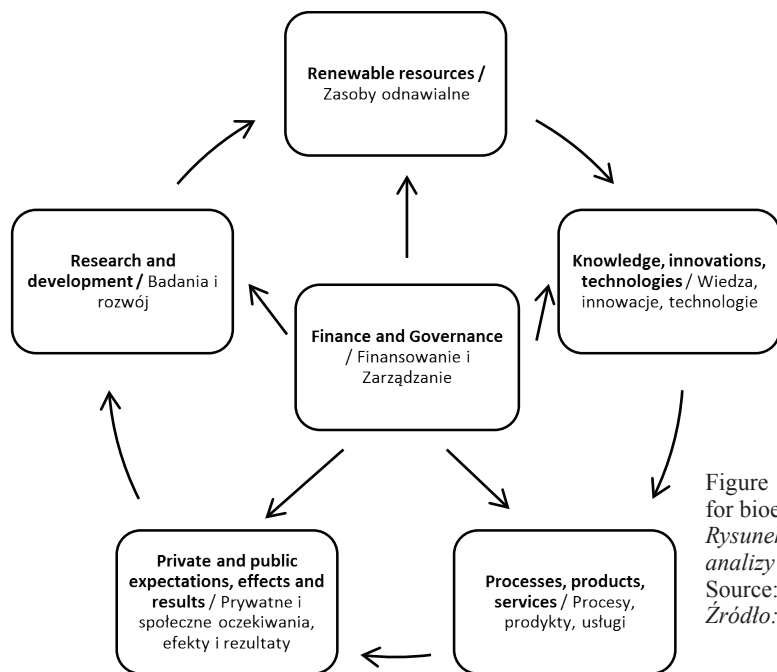 Renewable resources /
Zasoby odnawialne
Research and
development / Badania i
rozwój
Knowledge, innovations,
technologies / Wiedza,
innowacje, technologie
Finance and Governance
/ Finansowanie i
Zarządzanie
Private and public
expectations, effects and
results / Prywatne i
społeczne oczekiwania,
efekty i rezultaty
Processes, products,
services / Procesy,
prodykty, usługi
Figure
for bioe
Rysunek
analizy
Source:
Źródło: